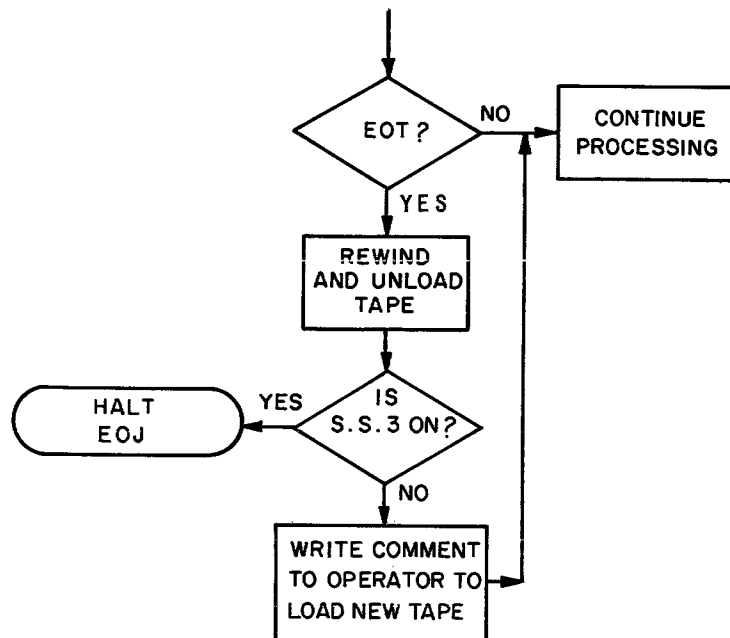 EOT?
NO
CONTINUE
PROCESSING
YES
REWIND
AND UNLOAD
TAPE
IS
S.S.3 ON?
YES
HALT
EOJ
NO
WRITE COMMENT
TO OPERATOR TO
LOAD NEW TAPE